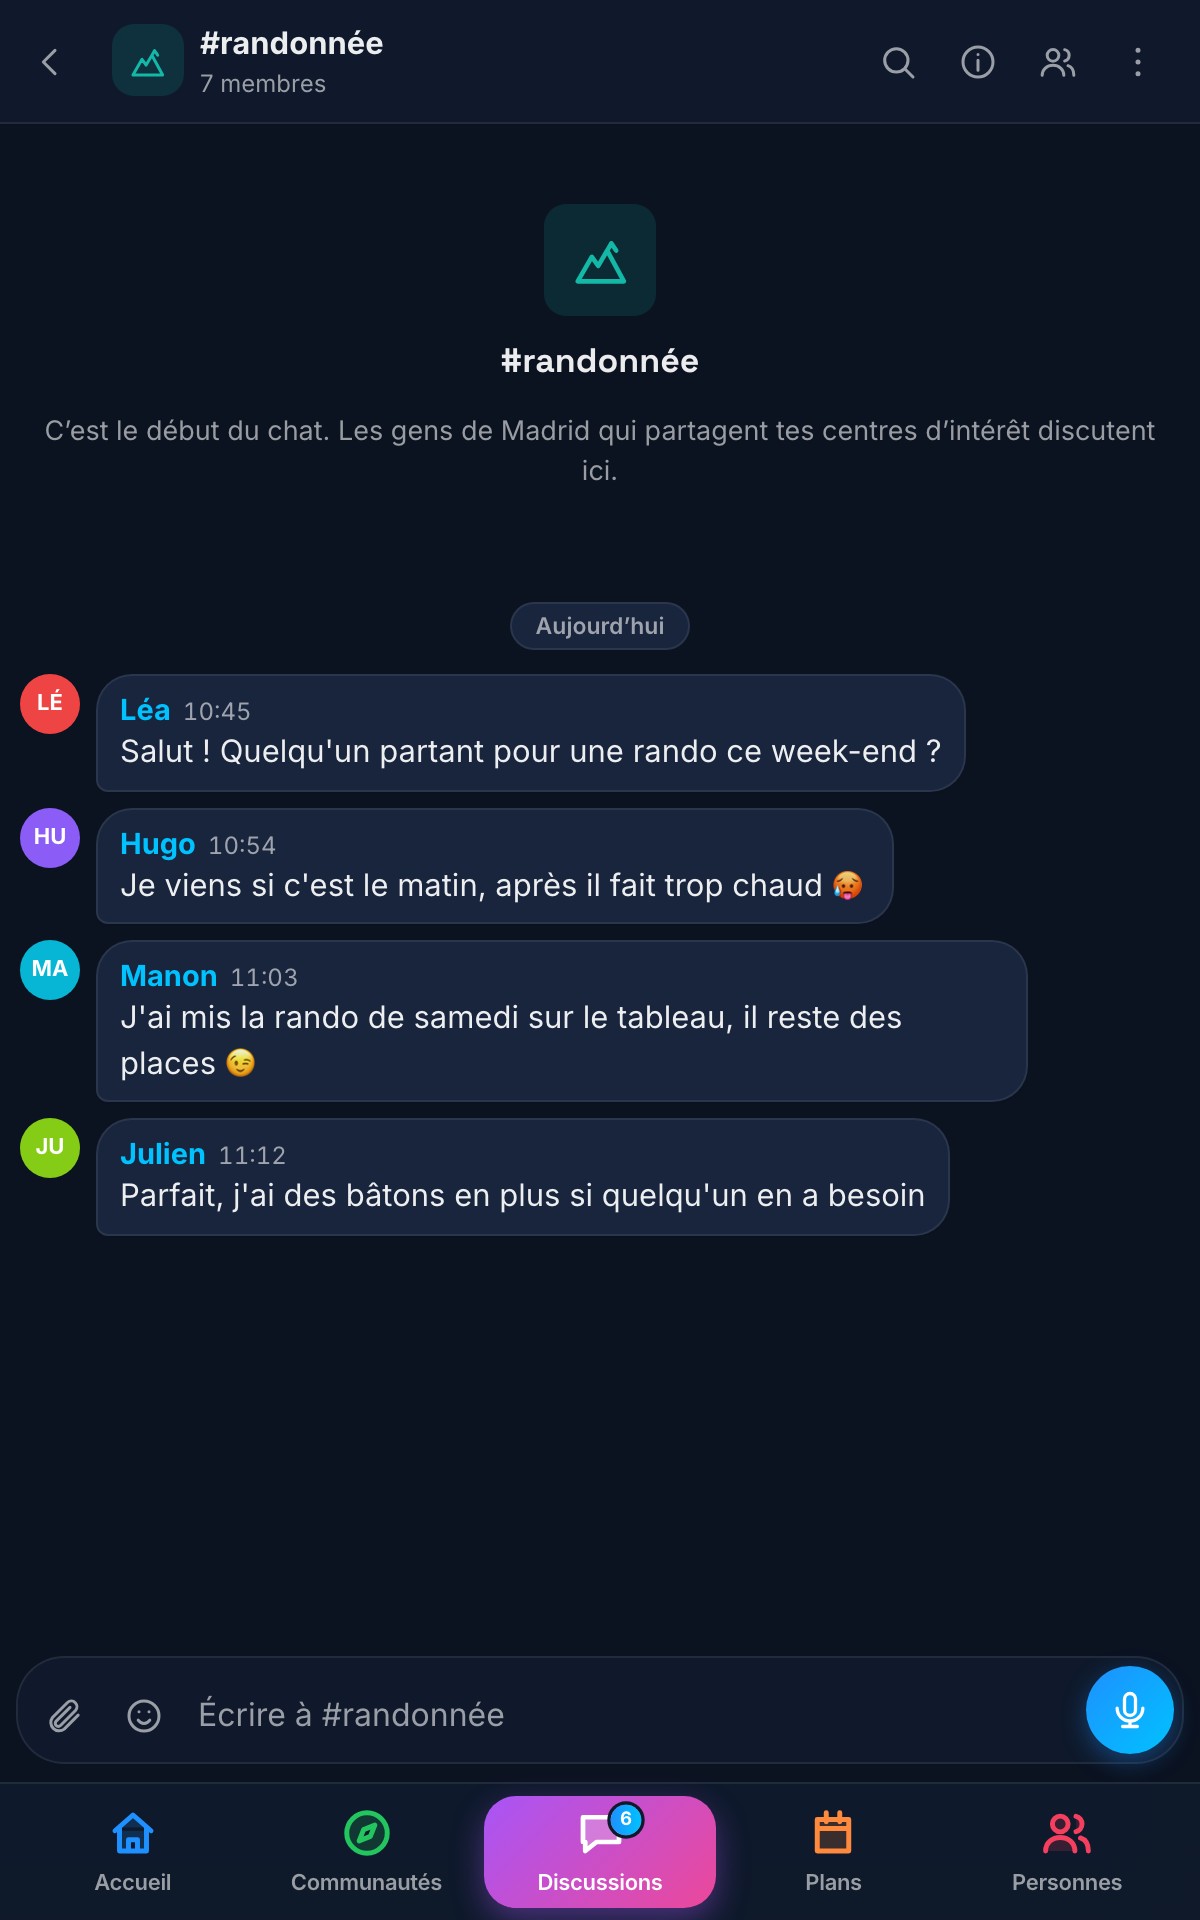 #randonnée
7 membres
#randonnée
C’est le début du chat. Les gens de Madrid qui partagent tes centres d’intérêt discutent
ici.
Aujourd’hui
LÉ
Léa 10:45
Salut ! Quelqu'un partant pour une rando ce week-end ?
HU
Hugo 10:54
Je viens si c'est le matin, après il fait trop chaud 🥵
MA
Manon 11:03
J'ai mis la rando de samedi sur le tableau, il reste des
places 😉
JU
Julien 11:12
Parfait, j'ai des bâtons en plus si quelqu'un en a besoin
Écrire à #randonnée
6
Accueil
Communautés
Discussions
Plans
Personnes